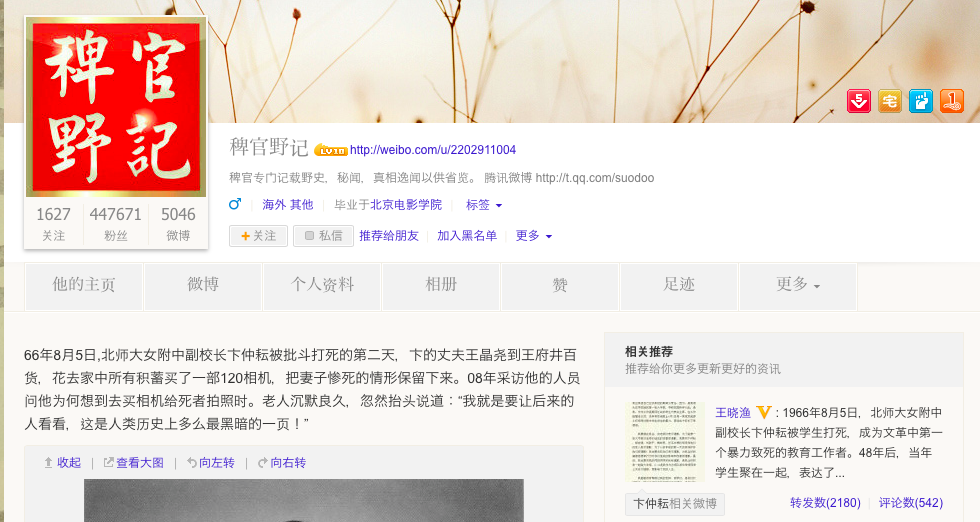 稗官
野記
1627 447671 5046
关注 粉丝 微博
5 宅 1
稗官野记 LV10 http://weibo.com/u/2202911004
稗官专门记载野史，秘闻，真相逸闻以供省览。 腾讯微博 http://t.qq.com/suodoo
海外 其他 毕业于北京电影学院 标签
+关注 私信 推荐给朋友 加入黑名单 更多
他的主页 微博 个人资料 相册 赞 足迹 更多
66年8月5日,北师大女附中副校长卞仲耘被批斗打死的第二天，卞的丈夫王晶尧到王府井百
货，花去家中所有积蓄买了一部120相机，把妻子惨死的情形保留下来。08年采访他的人员
问他为何想到去买相机给死者拍照时。老人沉默良久，忽然抬头说道：“我就是要让后来的
人看看，这是人类历史上多么最黑暗的一页！”
收起 | 查看大图 | 向左转 | 向右转
相关推荐
推荐给你更多更新更好的资讯
王晓渔 V：1966年8月5日，北师大女附中
副校长卞仲耘被学生打死，成为文革中第一
个暴力致死的教育工作者。48年后，当年
学生聚在一起，表达了...
卞仲耘相关微博 转发数(2180) 评论数(542)